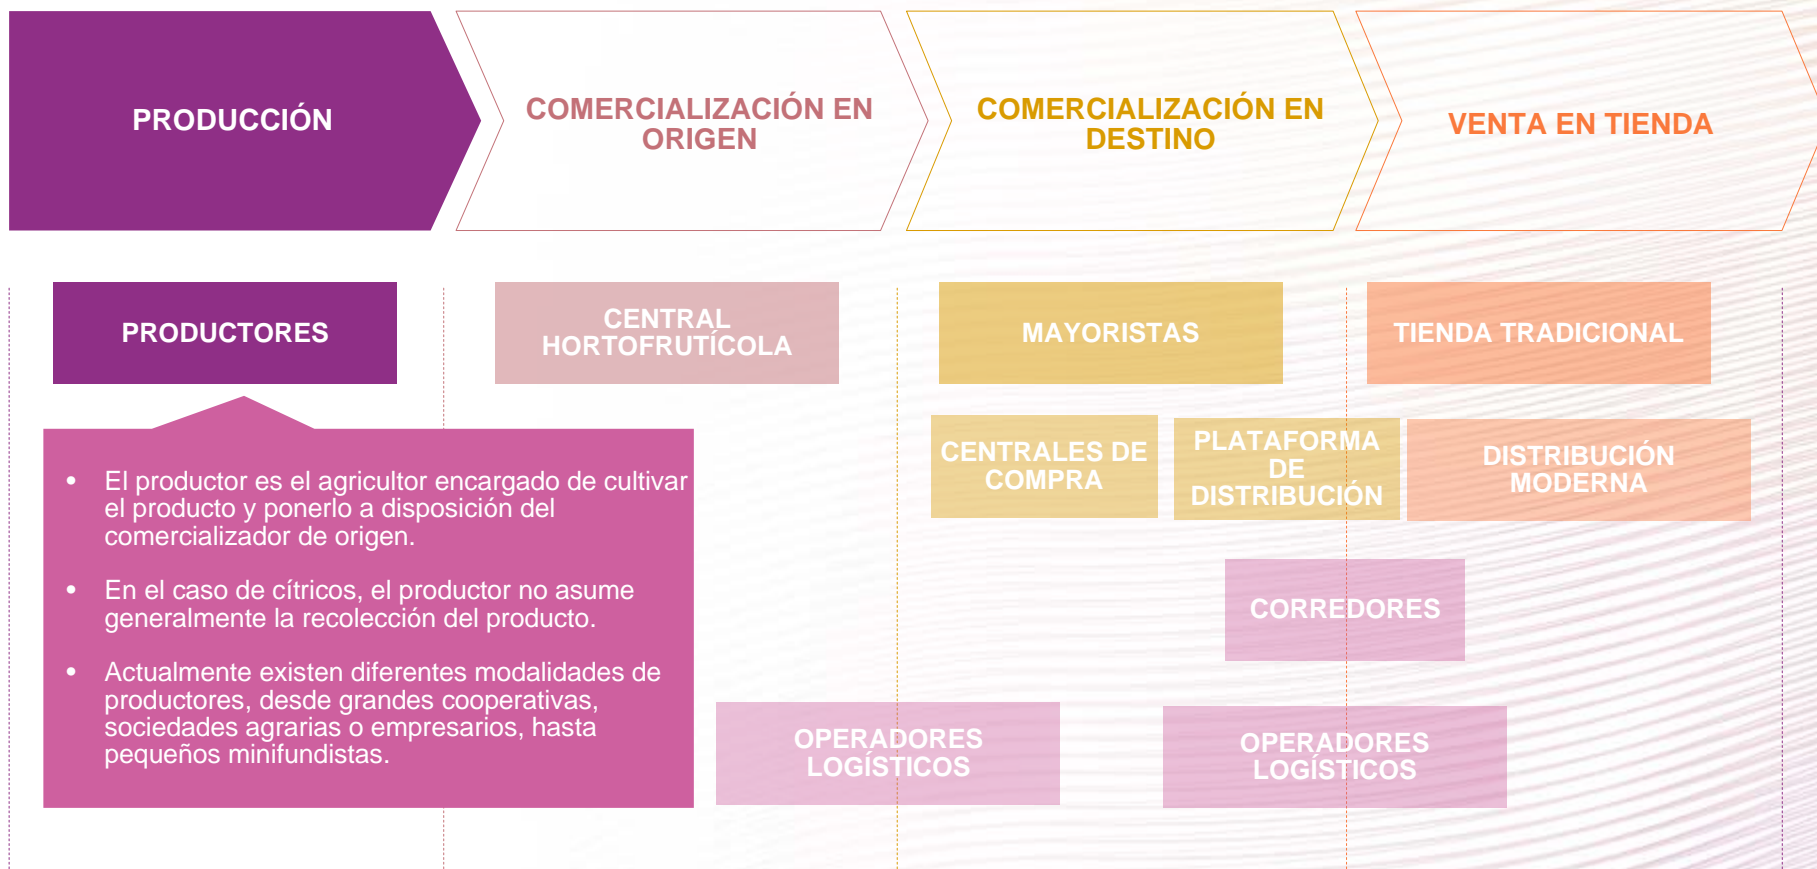 PRODUCCIÓN
COMERCIALIZACIÓN EN
ORIGEN
COMERCIALIZACIÓN EN
DESTINO
VENTA EN TIENDA
PRODUCTORES
CENTRAL
HORTOFRUTÍCOLA
MAYORISTAS
TIENDA TRADICIONAL
CENTRALES DE
COMPRA
PLATAFORMA
DE
DISTRIBUCIÓN
DISTRIBUCIÓN
MODERNA
• El productor es el agricultor encargado de cultivar
el producto y ponerlo a disposición del
comercializador de origen.
• En el caso de cítricos, el productor no asume
generalmente la recolección del producto.
• Actualmente existen diferentes modalidades de
productores, desde grandes cooperativas,
sociedades agrarias o empresarios, hasta
pequeños minifundistas.
CORREDORES
OPERADORES
LOGÍSTICOS
OPERADORES
LOGÍSTICOS